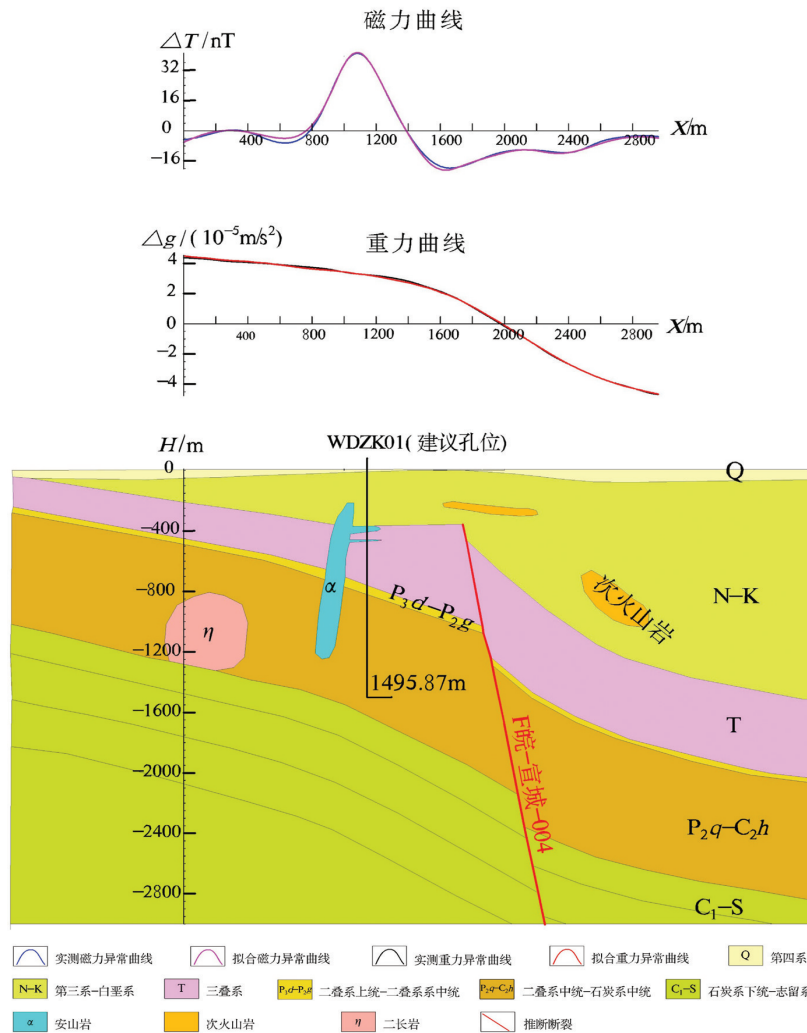 磁力曲线
△T/nT
32
16
0
-16
400 800 1200 1600 2000 2400 2800
X/m
△g/(10⁻⁵m/s²)
重力曲线
4
2
0
-2
-4
400 800 1200 1600 2000 2400 2800
X/m
H/m
WDZK01(建议孔位)
0
Q
-400
α
P₃d-P₂g
次火山岩
N-K
-800
η
-1200
1495.87m
-1600
T
F皖-宣城-004
-2000
P₂q-C₂h
-2400
-2800
C₁-S
实测磁力异常曲线 拟合磁力异常曲线 实测重力异常曲线 拟合重力异常曲线 Q 第四系
N-K 第三系-白垩系 T 三叠系 P₃d-P₂g 二叠系上统-二叠系系中统 P₂q-C₂h 二叠系中统-石炭系中统 C₁-S 石炭系下统-志留系
α 安山岩 次火山岩 η 二长岩 推断断裂